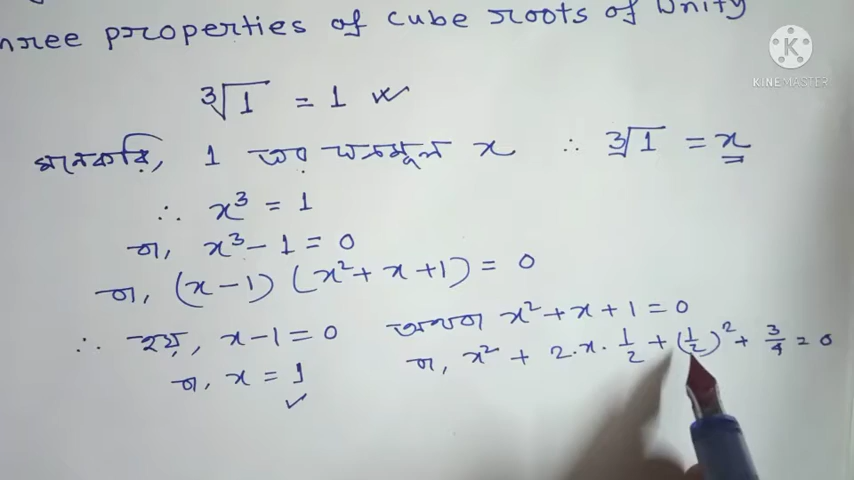 three properties of cube roots of Unity
K
KINEMASTER
∛1 = 1
মনেকরি, 1 এর ঘনমূল x ∴ ∛1 = x
∴ x³ = 1
বা, x³ - 1 = 0
বা, (x - 1) (x² + x + 1) = 0
∴ হয়, x - 1 = 0 অথবা x² + x + 1 = 0
বা, x = 1 বা, x² + 2·x·1/2 + (1/2)² + 3/4 = 0